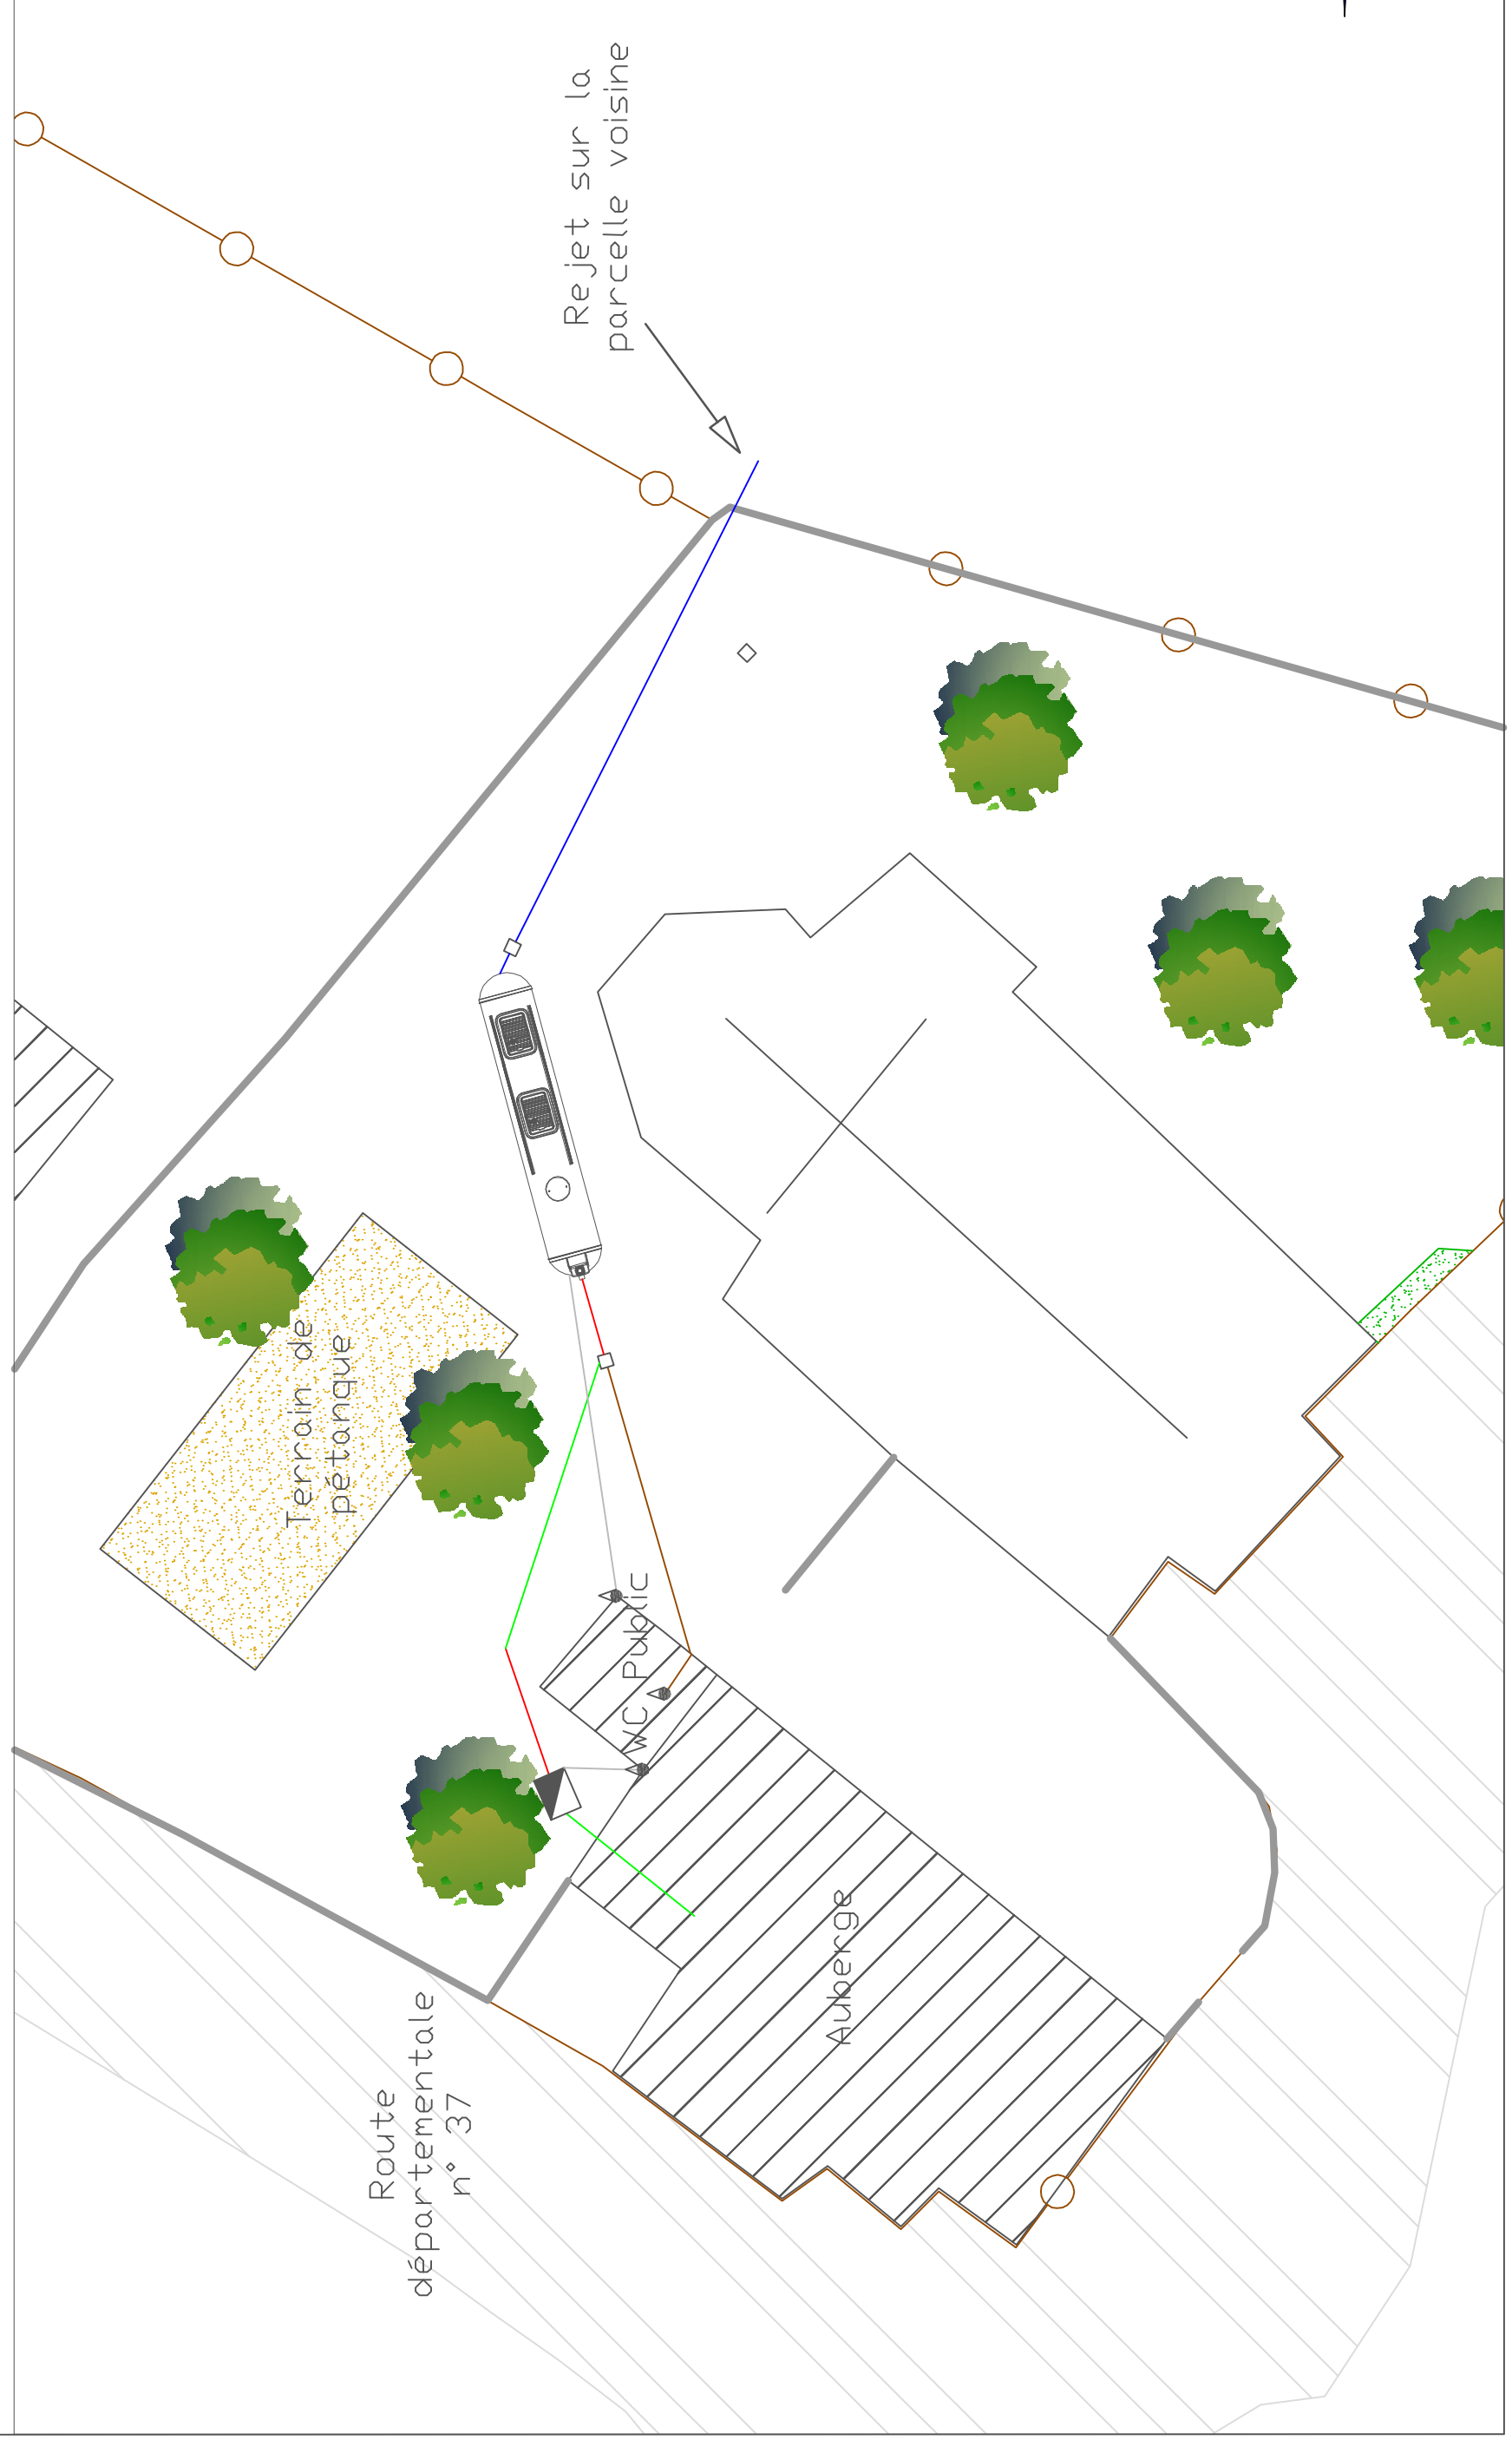 Rejet sur la
parcelle voisine
Terrain de
pétanque
WC Public
Auberge
Route
départementale
n° 37